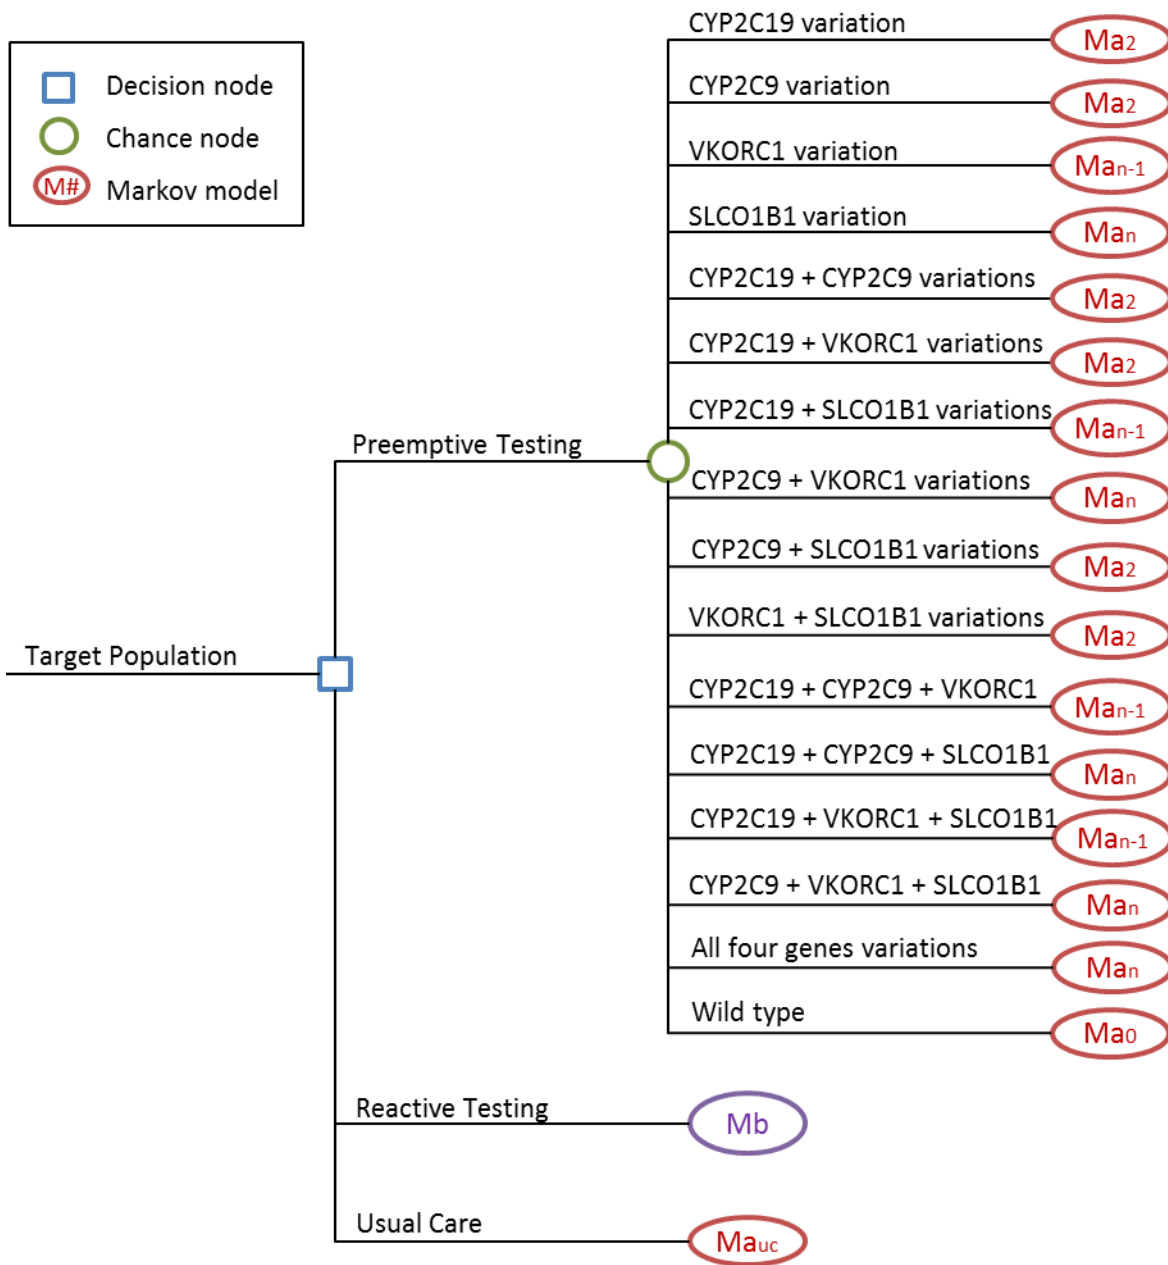 Decision node
Chance node
M# Markov model
CYP2C19 variation
Ma2
CYP2C9 variation
Ma2
VKORC1 variation
Man-1
SLCO1B1 variation
Man
CYP2C19 + CYP2C9 variations
Ma2
CYP2C19 + VKORC1 variations
Ma2
CYP2C19 + SLCO1B1 variations
Man-1
Preemptive Testing
CYP2C9 + VKORC1 variations
Man
CYP2C9 + SLCO1B1 variations
Ma2
VKORC1 + SLCO1B1 variations
Ma2
Target Population
CYP2C19 + CYP2C9 + VKORC1
Man-1
CYP2C19 + CYP2C9 + SLCO1B1
Man
CYP2C19 + VKORC1 + SLCO1B1
Man-1
CYP2C9 + VKORC1 + SLCO1B1
Man
All four genes variations
Man
Wild type
Ma0
Reactive Testing
Mb
Usual Care
Mauc